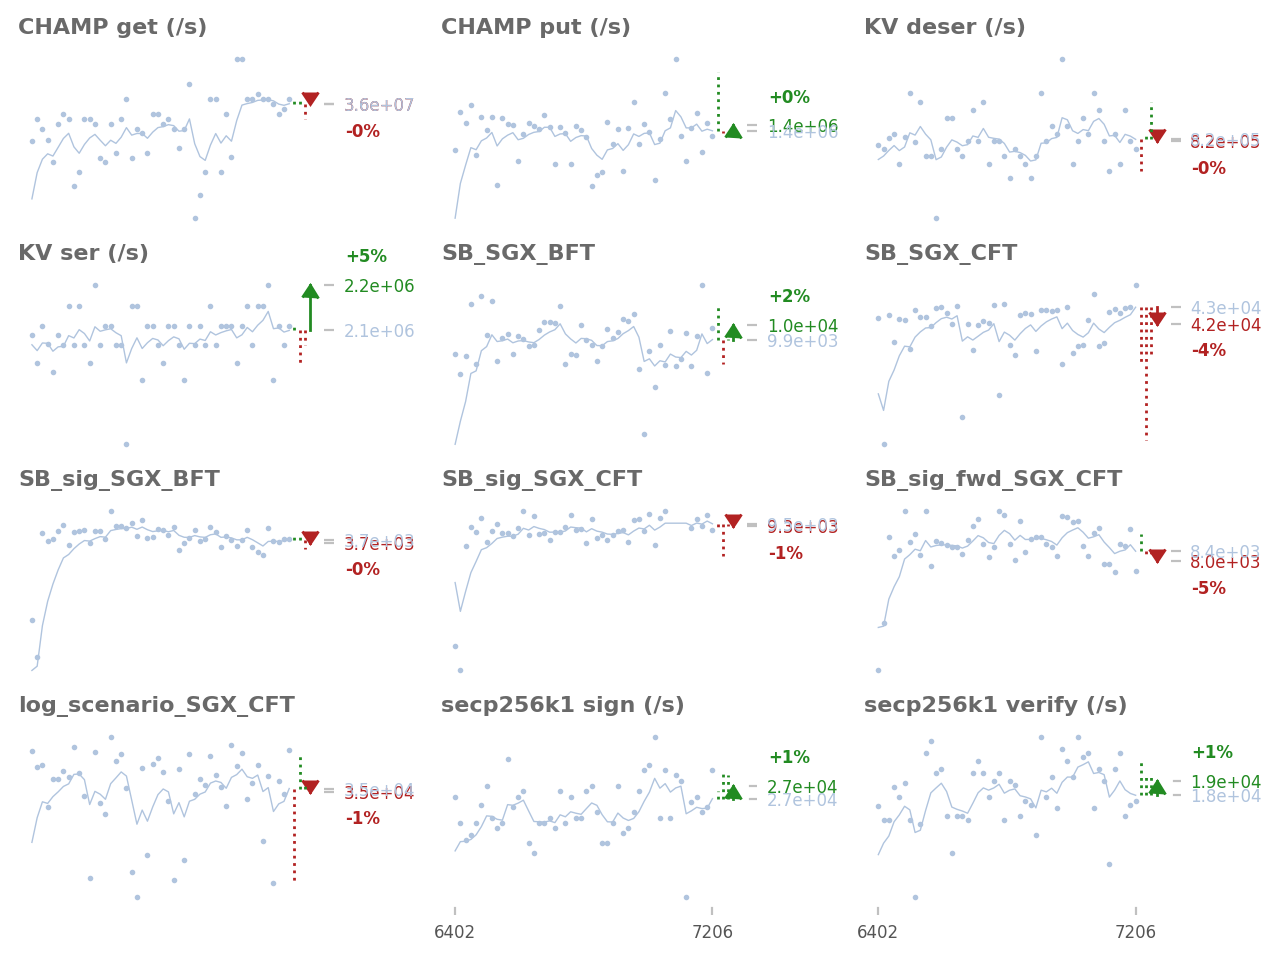 CHAMP get (/s)
3.6e+07
-0%
CHAMP put (/s)
+0%
1.4e+06
1.4e+06
KV deser (/s)
8.2e+05
-0%
KV ser (/s)
+5%
2.2e+06
2.1e+06
SB_SGX_BFT
+2%
1.0e+04
9.9e+03
SB_SGX_CFT
4.3e+04
4.2e+04
-4%
SB_sig_SGX_BFT
3.7e+03
3.7e+03
-0%
SB_sig_SGX_CFT
9.3e+03
-1%
SB_sig_fwd_SGX_CFT
8.4e+03
8.0e+03
-5%
log_scenario_SGX_CFT
3.5e+04
-1%
secp256k1 sign (/s)
+1%
2.7e+04
2.7e+04
secp256k1 verify (/s)
+1%
1.9e+04
1.8e+04
6402
7206
6402
7206